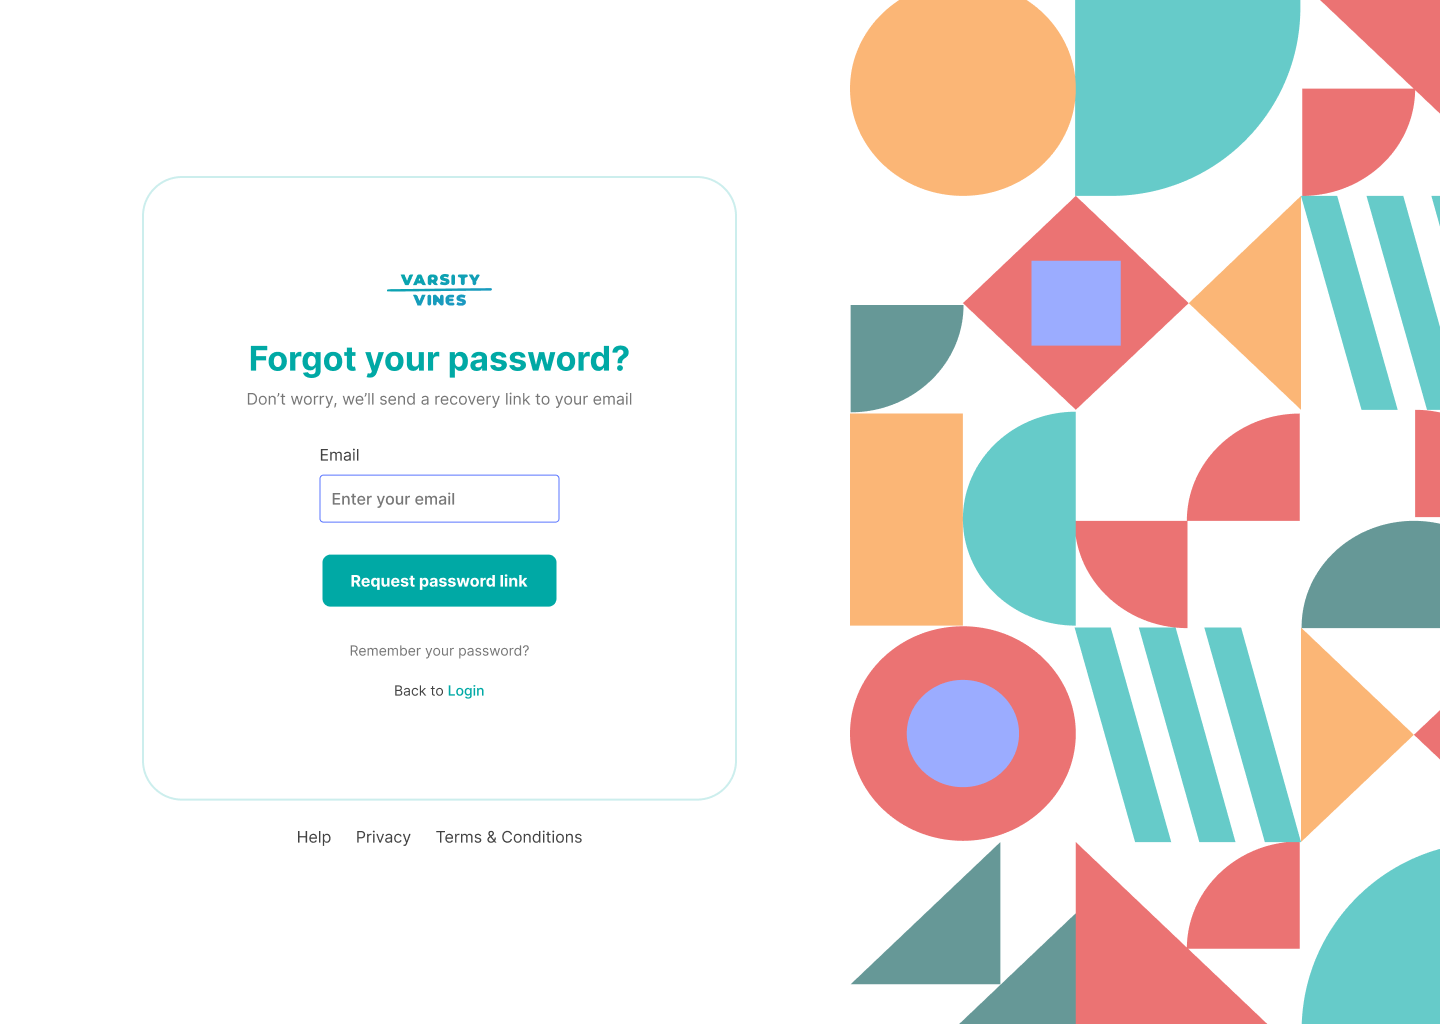 VARSITY
VINES
Forgot your password?
Don’t worry, we’ll send a recovery link to your email
Email
Enter your email
Request password link
Remember your password?
Back to Login
Help Privacy Terms & Conditions